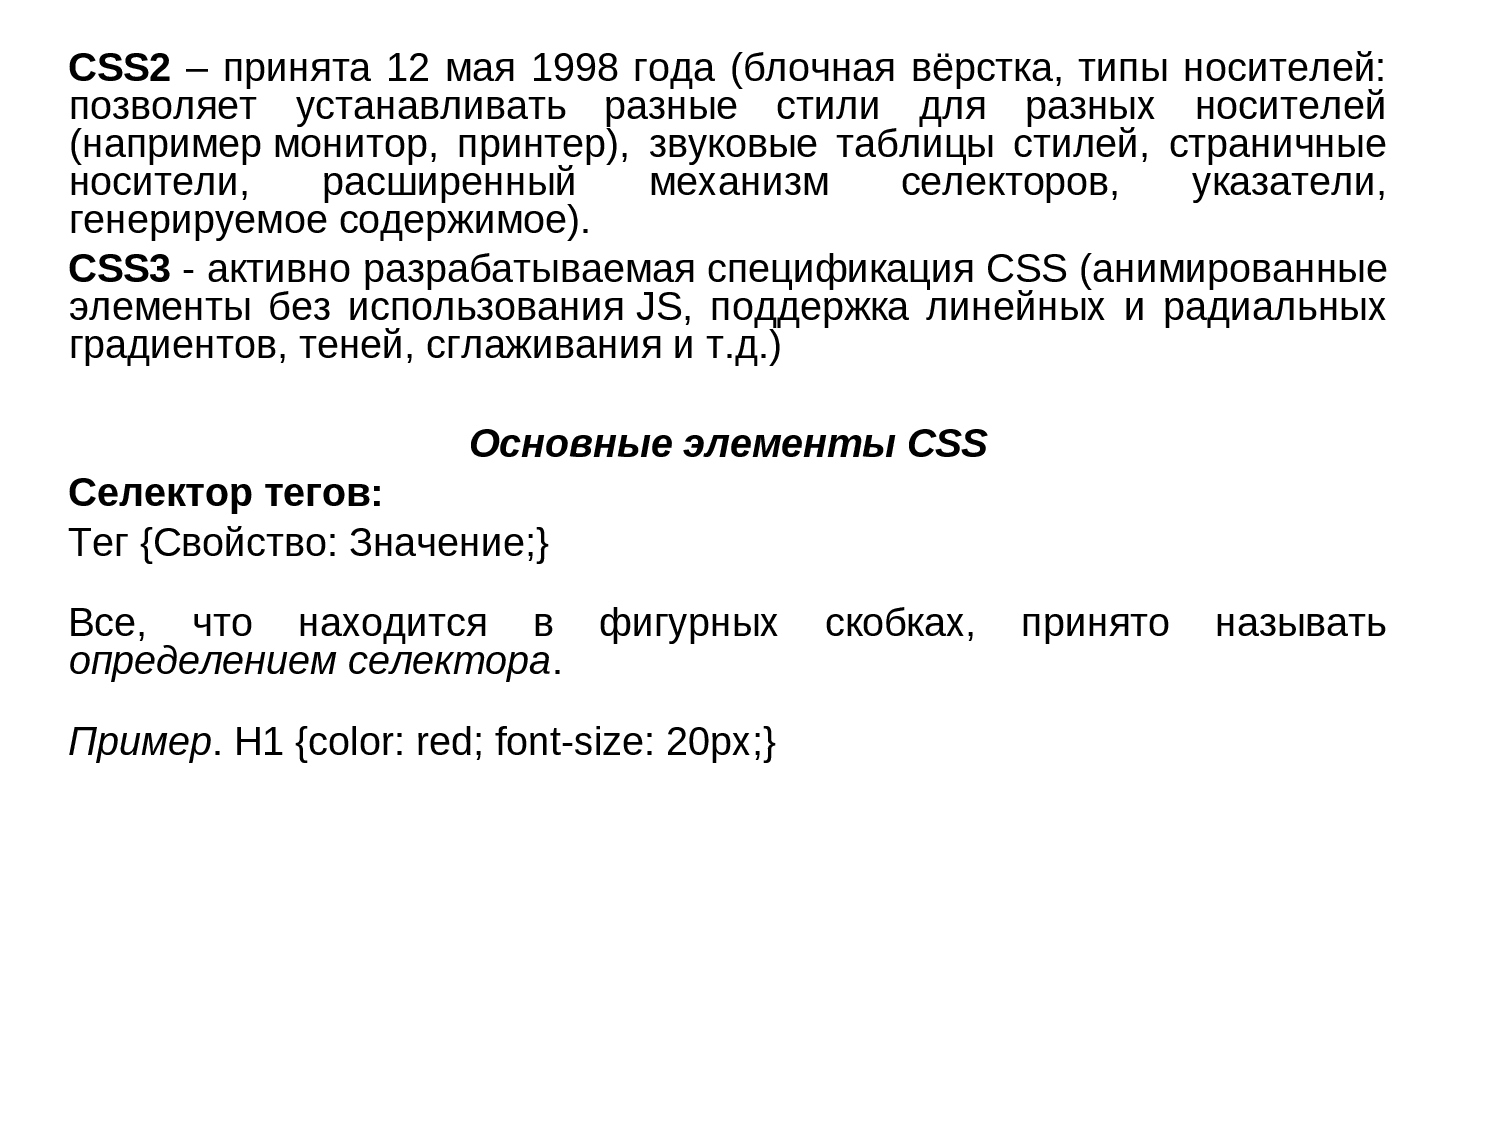 CSS2 – принята 12 мая 1998 года (блочная вёрстка, типы носителей:
позволяет устанавливать разные стили для разных носителей
(например монитор, принтер), звуковые таблицы стилей, страничные
носители, расширенный механизм селекторов, указатели,
генерируемое содержимое).
CSS3 - активно разрабатываемая спецификация CSS (анимированные
элементы без использования JS, поддержка линейных и радиальных
градиентов, теней, сглаживания и т.д.)
Основные элементы CSS
Селектор тегов:
Тег {Свойство: Значение;}
Все, что находится в фигурных скобках, принято называть
определением селектора.
Пример. H1 {color: red; font-size: 20px;}